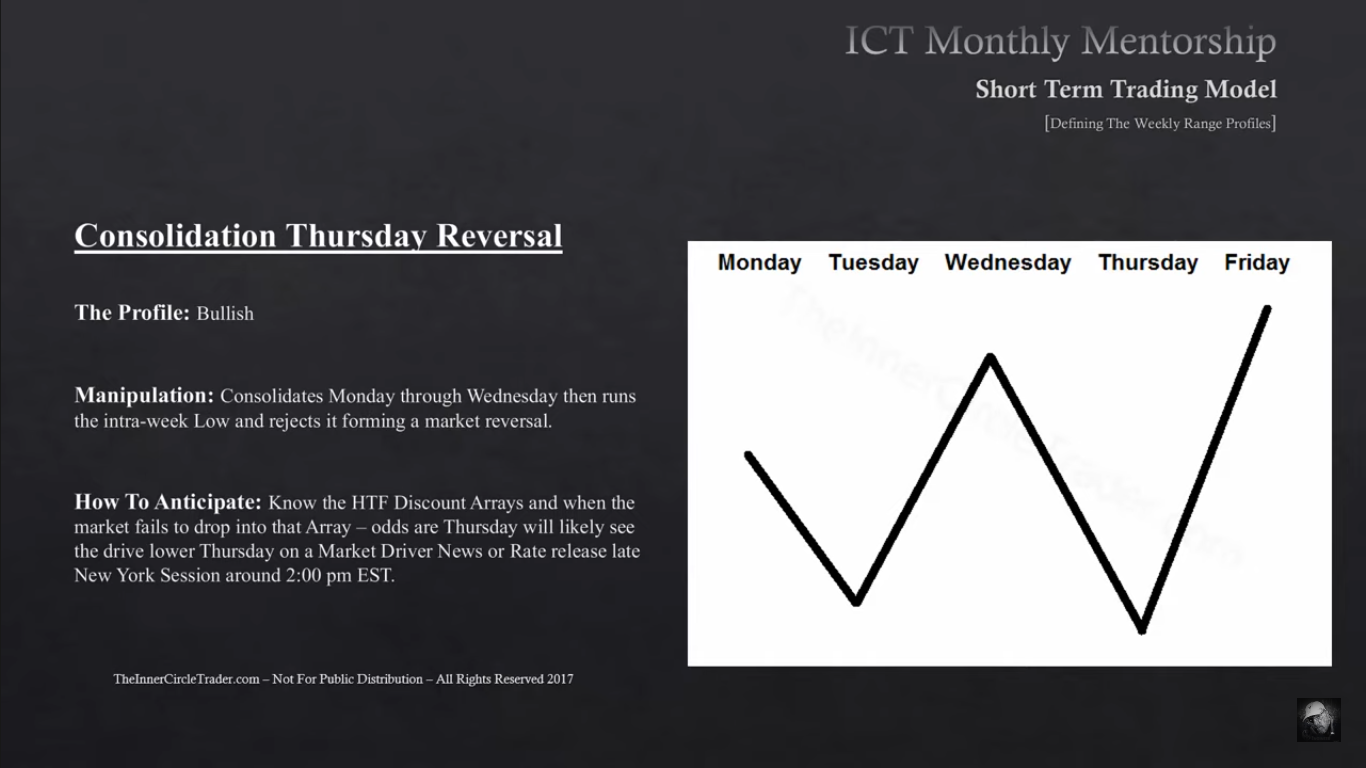 ICT Monthly Mentorship
Short Term Trading Model
[Defining The Weekly Range Profiles]
Consolidation Thursday Reversal
The Profile: Bullish
Manipulation: Consolidates Monday through Wednesday then runs
the intra-week Low and rejects it forming a market reversal.
How To Anticipate: Know the HTF Discount Arrays and when the
market fails to drop into that Array – odds are Thursday will likely see
the drive lower Thursday on a Market Driver News or Rate release late
New York Session around 2:00 pm EST.
Monday Tuesday Wednesday Thursday Friday
TheInnerCircleTrader.com
TheInnerCircleTrader.com – Not For Public Distribution – All Rights Reserved 2017